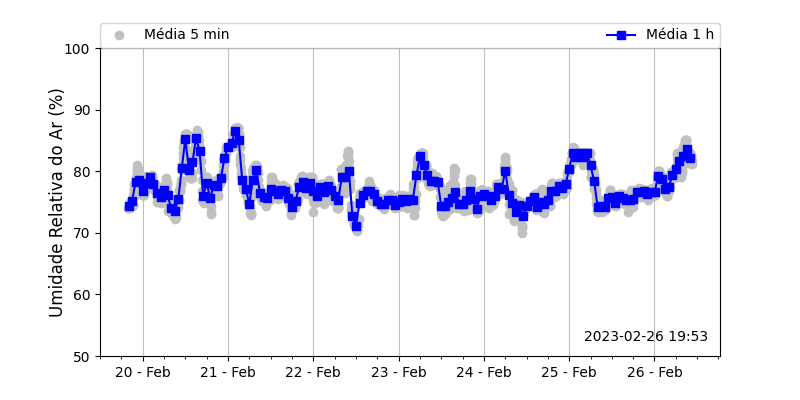 Média 5 min
Média 1 h
Umidade Relativa do Ar (%)
100
90
80
70
60
50
2023-02-26 19:53
20 - Feb
21 - Feb
22 - Feb
23 - Feb
24 - Feb
25 - Feb
26 - Feb